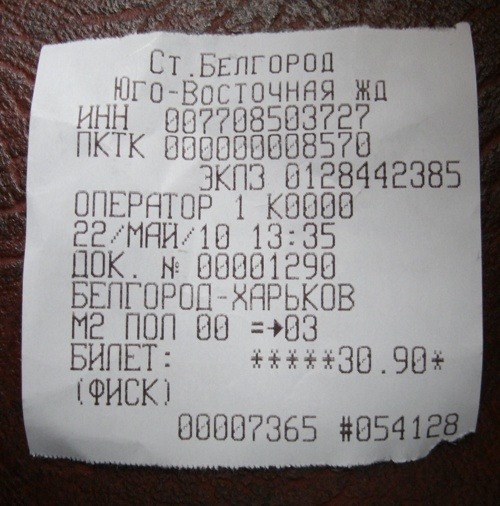 Ст.Белгород
Юго-Восточная ЖД
ИНН 007708503727
ПКТК 000000008570
ЭКЛЗ 0128442385
ОПЕРАТОР 1 К0000
22/МАЙ/10 13:35
ДОК. № 00001290
БЕЛГОРОД-ХАРЬКОВ
М2 ПОЛ 00 =➔03
БИЛЕТ: *****30.90*
(ФИСК)
00007365 #054128